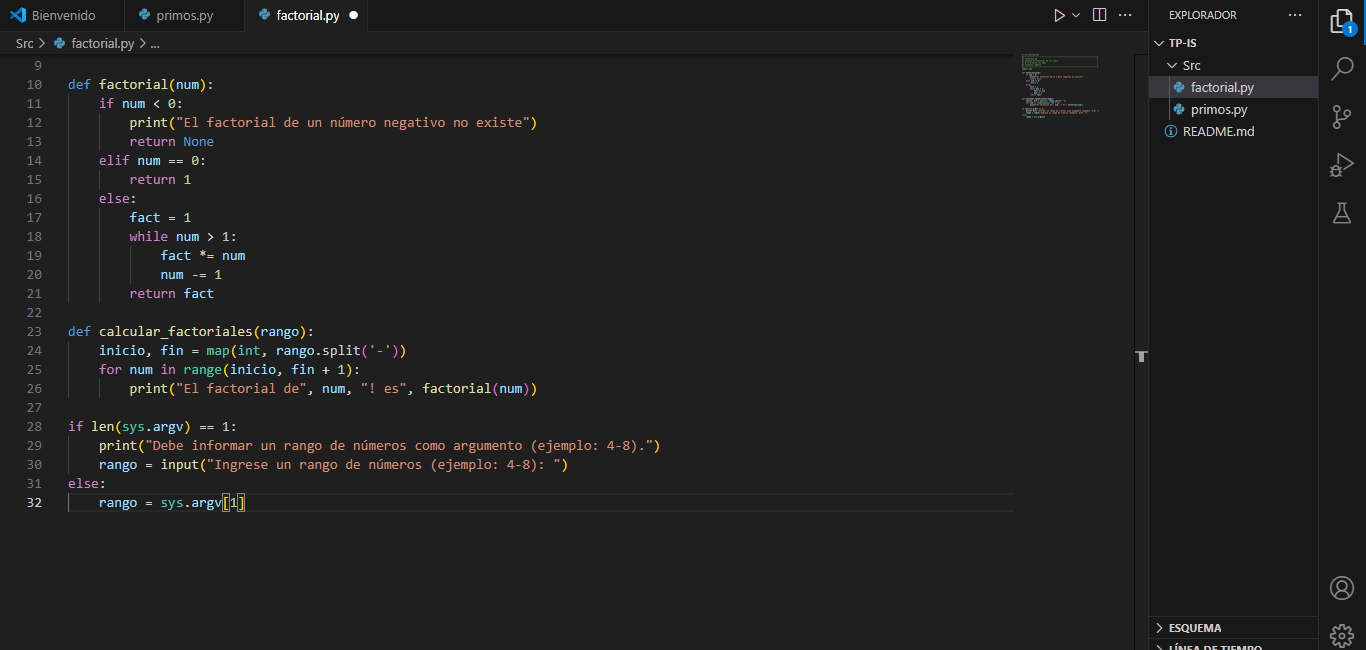 Bienvenido primos.py factorial.py EXPLORADOR
Src factorial.py ...
TP-IS
Src
factorial.py
primos.py
README.md
9
10 def factorial(num):
11 if num < 0:
12 print("El factorial de un número negativo no existe")
13 return None
14 elif num == 0:
15 return 1
16 else:
17 fact = 1
18 while num > 1:
19 fact *= num
20 num -= 1
21 return fact
22
23 def calcular_factoriales(rango):
24 inicio, fin = map(int, rango.split('-'))
25 for num in range(inicio, fin + 1):
26 print("El factorial de", num, "! es", factorial(num))
27
28 if len(sys.argv) == 1:
29 print("Debe informar un rango de números como argumento (ejemplo: 4-8).")
30 rango = input("Ingrese un rango de números (ejemplo: 4-8): ")
31 else:
32 rango = sys.argv[1]
1
ESQUEMA
LÍNEA DE TIEMPO